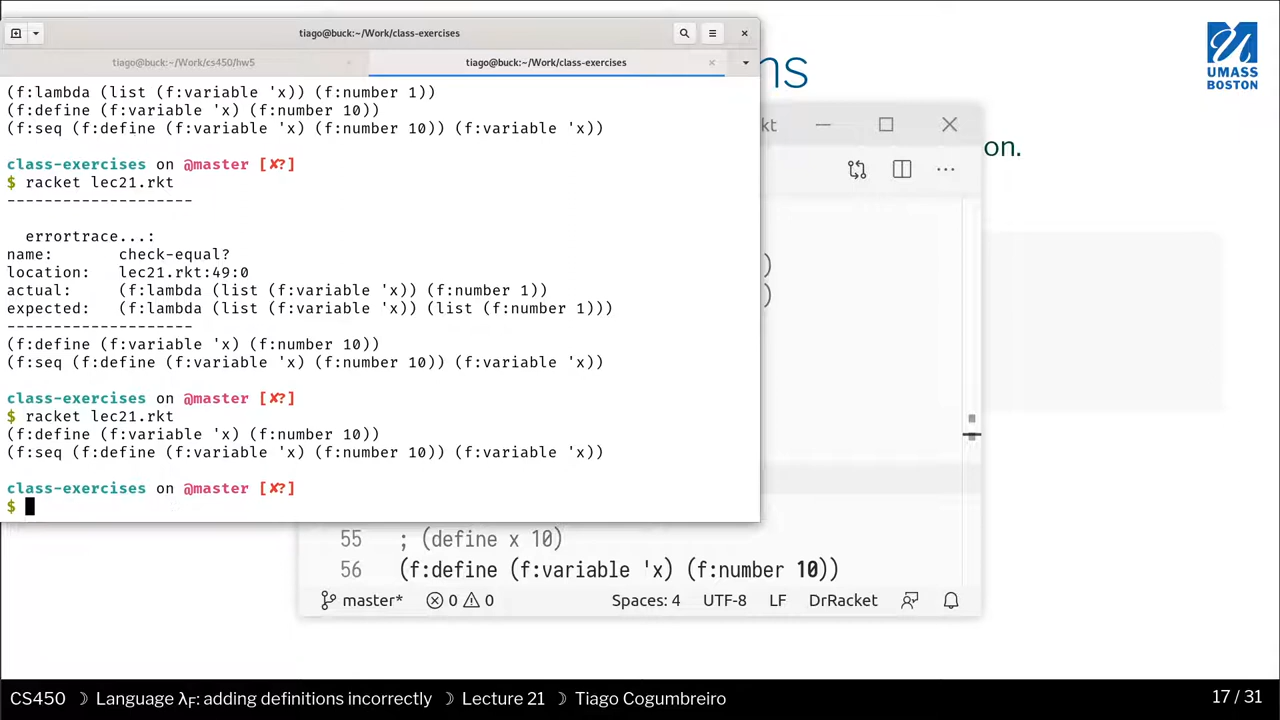 tiago@buck:~/Work/class-exercises
tiago@buck:~/Work/cs450/hw5
tiago@buck:~/Work/class-exercises
(f:lambda (list (f:variable 'x)) (f:number 1))
(f:define (f:variable 'x) (f:number 10))
(f:seq (f:define (f:variable 'x) (f:number 10)) (f:variable 'x))
class-exercises on @master [✘?]
$ racket lec21.rkt
--------------------
errortrace...:
name: check-equal?
location: lec21.rkt:49:0
actual: (f:lambda (list (f:variable 'x)) (f:number 1))
expected: (f:lambda (list (f:variable 'x)) (list (f:number 1)))
--------------------
(f:define (f:variable 'x) (f:number 10))
(f:seq (f:define (f:variable 'x) (f:number 10)) (f:variable 'x))
class-exercises on @master [✘?]
$ racket lec21.rkt
(f:define (f:variable 'x) (f:number 10))
(f:seq (f:define (f:variable 'x) (f:number 10)) (f:variable 'x))
class-exercises on @master [✘?]
$
ns
UMASS
BOSTON
kt
on.
)
)
55 ; (define x 10)
56 (f:define (f:variable 'x) (f:number 10))
master* 0 0 Spaces: 4 UTF-8 LF DrRacket
CS450 ☽ Language λF: adding definitions incorrectly ☽ Lecture 21 ☽ Tiago Cogumbreiro 17 / 31